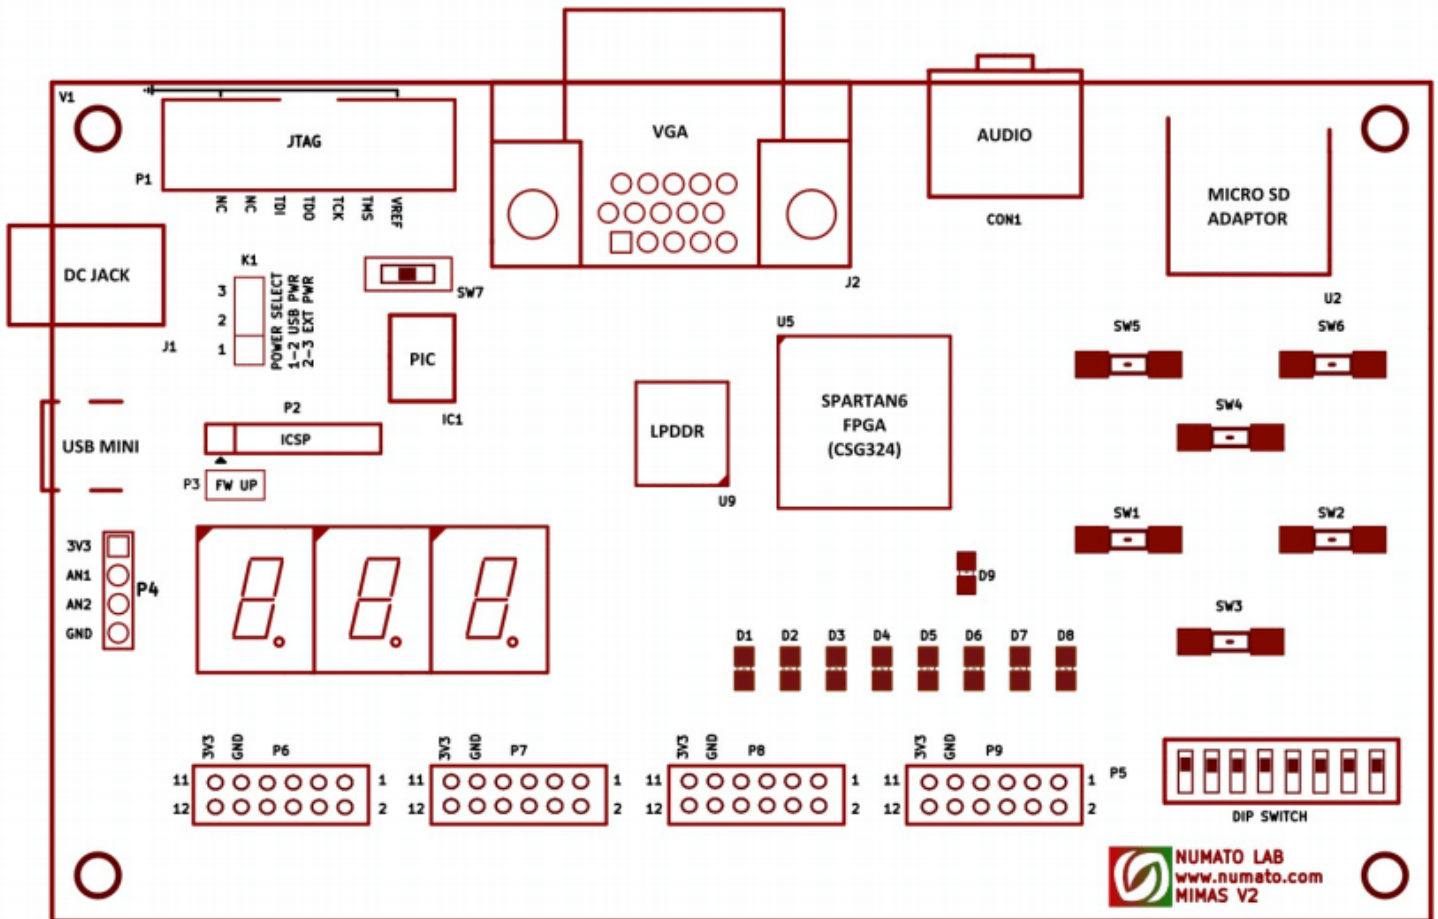 V1
JTAG
P1
NC
NC
TDI
TDO
TCK
TMS
VREF
VGA
J2
AUDIO
CON1
MICRO SD
ADAPTOR
U2
DC JACK
J1
K1
3
2
1
POWER SELECT
1-2 USB PWR
2-3 EXT PWR
SW7
PIC
IC1
U5
SPARTAN6
FPGA
(CSG324)
LPDDR
U9
SW5
SW6
SW4
SW1
SW2
SW3
USB MINI
P2
ICSP
P3
FW UP
3V3
AN1
AN2
GND
P4
D9
D1 D2 D3 D4 D5 D6 D7 D8
3V3 GND P6
11 1
12 2
3V3 GND P7
11 1
12 2
3V3 GND P8
11 1
12 2
3V3 GND P9
11 1
12 2
P5
DIP SWITCH
NUMATO LAB
www.numato.com
MIMAS V2